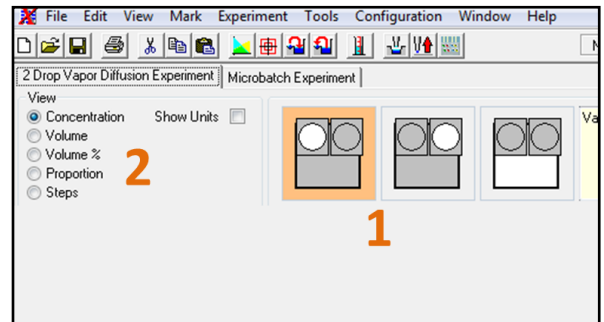 File Edit View Mark Experiment Tools Configuration Window Help
2 Drop Vapor Diffusion Experiment Microbatch Experiment
View
Concentration Show Units
Volume
Volume %
Proportion
Steps
2
1